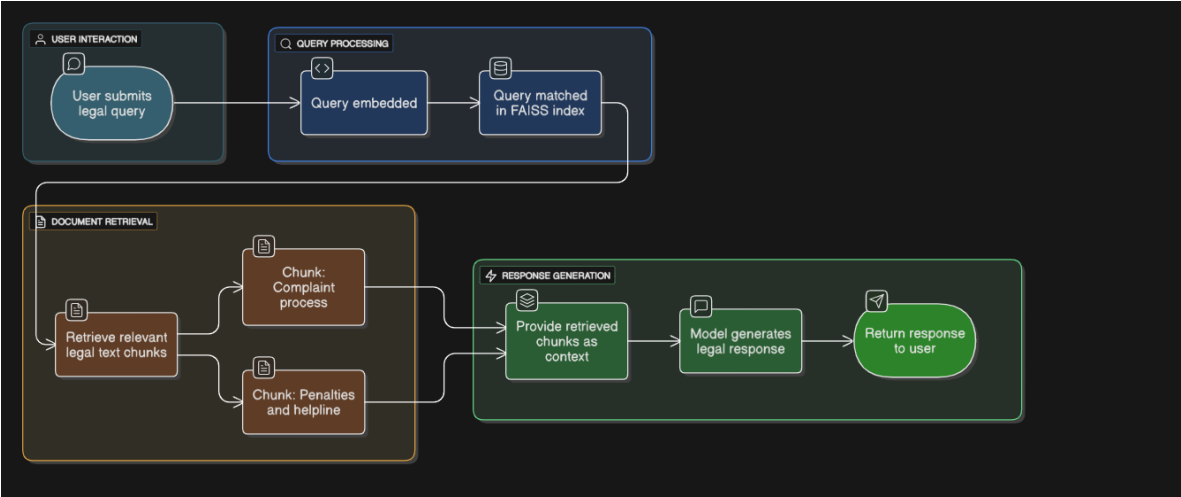 USER INTERACTION
User submits
legal query
QUERY PROCESSING
Query embedded
Query matched
in FAISS index
DOCUMENT RETRIEVAL
Retrieve relevant
legal text chunks
Chunk:
Complaint
process
Chunk: Penalties
and helpline
RESPONSE GENERATION
Provide retrieved
chunks as
context
Model generates
legal response
Return response
to user